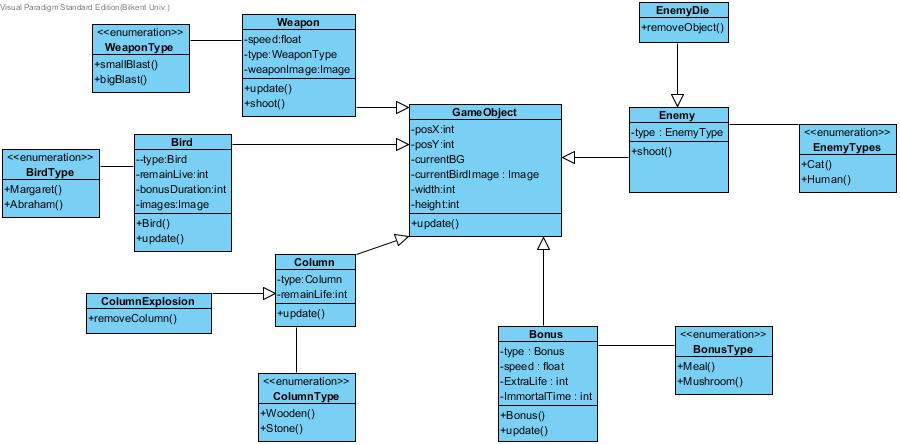 Visual Paradigm Standard Edition(Bilkent Univ.)
<<enumeration>>
WeaponType
+smallBlast()
+bigBlast()
Weapon
-speed:float
-type:WeaponType
-weaponImage:Image
+update()
+shoot()
EnemyDie
+removeObject()
GameObject
-posX:int
-posY:int
-currentBG
-currentBirdImage : Image
-width:int
-height:int
+update()
Enemy
-type : EnemyType
+shoot()
<<enumeration>>
EnemyTypes
+Cat()
+Human()
<<enumeration>>
BirdType
+Margaret()
+Abraham()
Bird
--type:Bird
-remainLive:int
-bonusDuration:int
-images:Image
+Bird()
+update()
Column
-type:Column
-remainLife:int
+update()
ColumnExplosion
+removeColumn()
<<enumeration>>
ColumnType
+Wooden()
+Stone()
Bonus
-type : Bonus
-speed : float
-ExtraLife : int
-ImmortalTime : int
+Bonus()
+update()
<<enumeration>>
BonusType
+Meal()
+Mushroom()